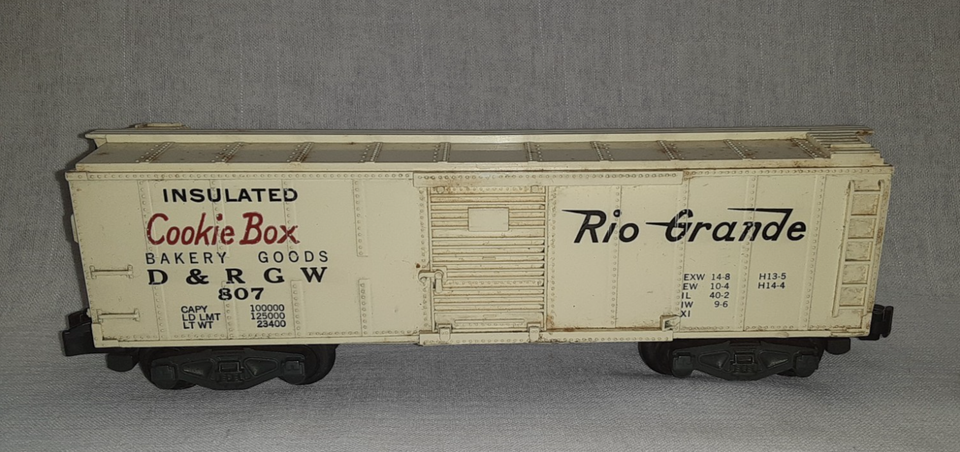 INSULATED
Cookie Box
BAKERY GOODS
D & R G W
807
CAPY 100000
LD LMT 125000
LT WT 23400
Rio Grande
EXW 14-8 H13-5
EW 10-4 H14-4
IL 40-2
IW 9-6
XI